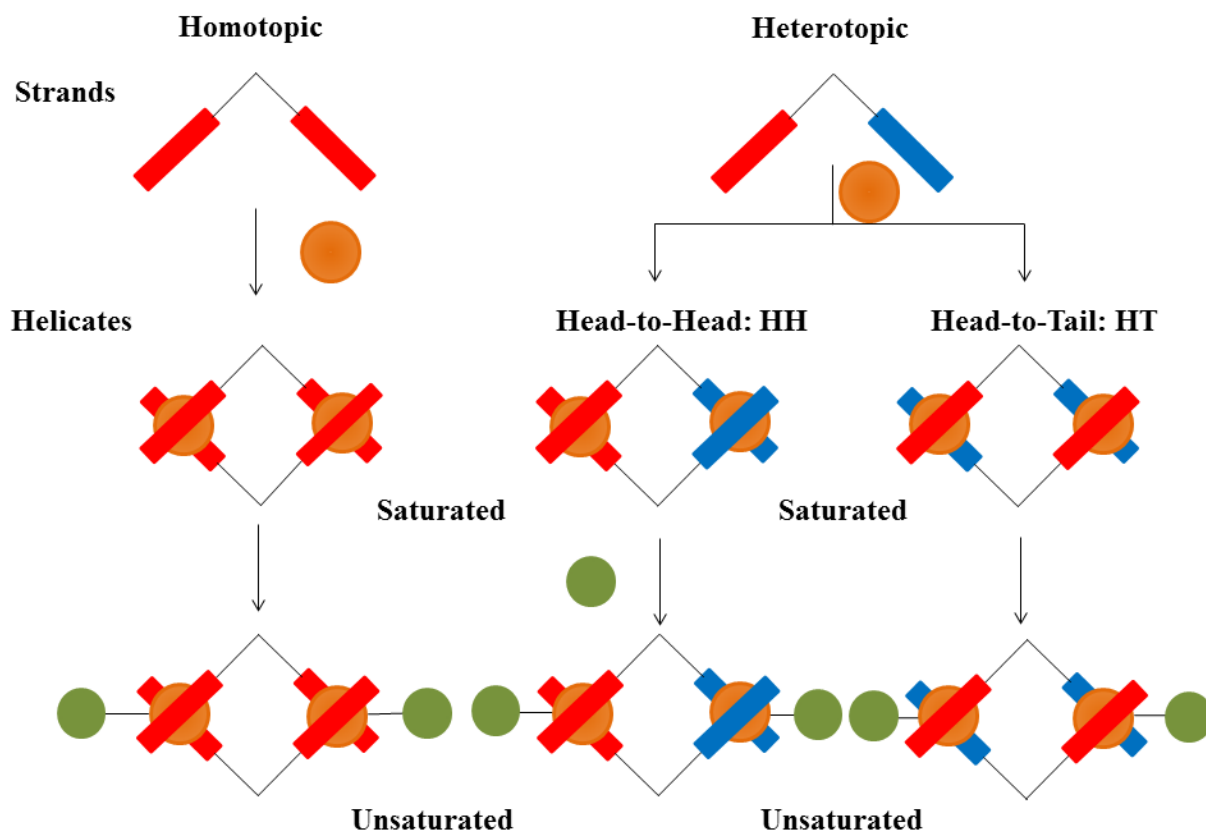 Homotopic
Heterotopic
Strands
Helicates
Head-to-Head: HH
Head-to-Tail: HT
Saturated
Saturated
Unsaturated
Unsaturated